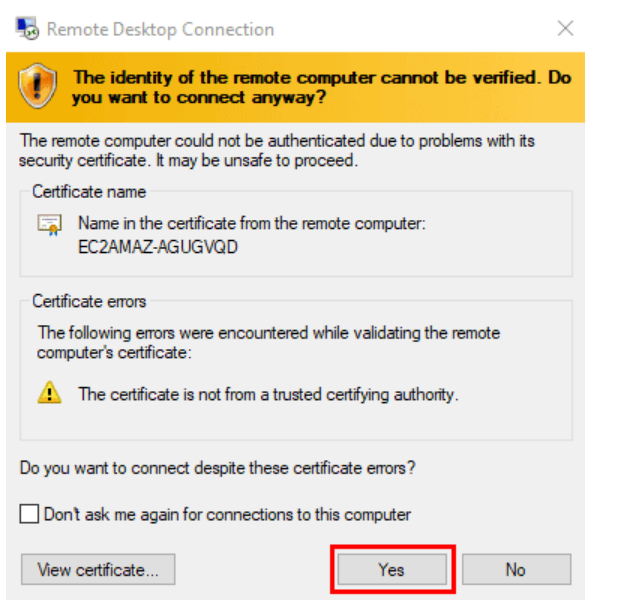 Remote Desktop Connection
The identity of the remote computer cannot be verified. Do
you want to connect anyway?
The remote computer could not be authenticated due to problems with its
security certificate. It may be unsafe to proceed.
Certificate name
Name in the certificate from the remote computer:
EC2AMAZ-AGUGVQD
Certificate errors
The following errors were encountered while validating the remote
computer's certificate:
The certificate is not from a trusted certifying authority.
Do you want to connect despite these certificate errors?
Don't ask me again for connections to this computer
View certificate...
Yes
No